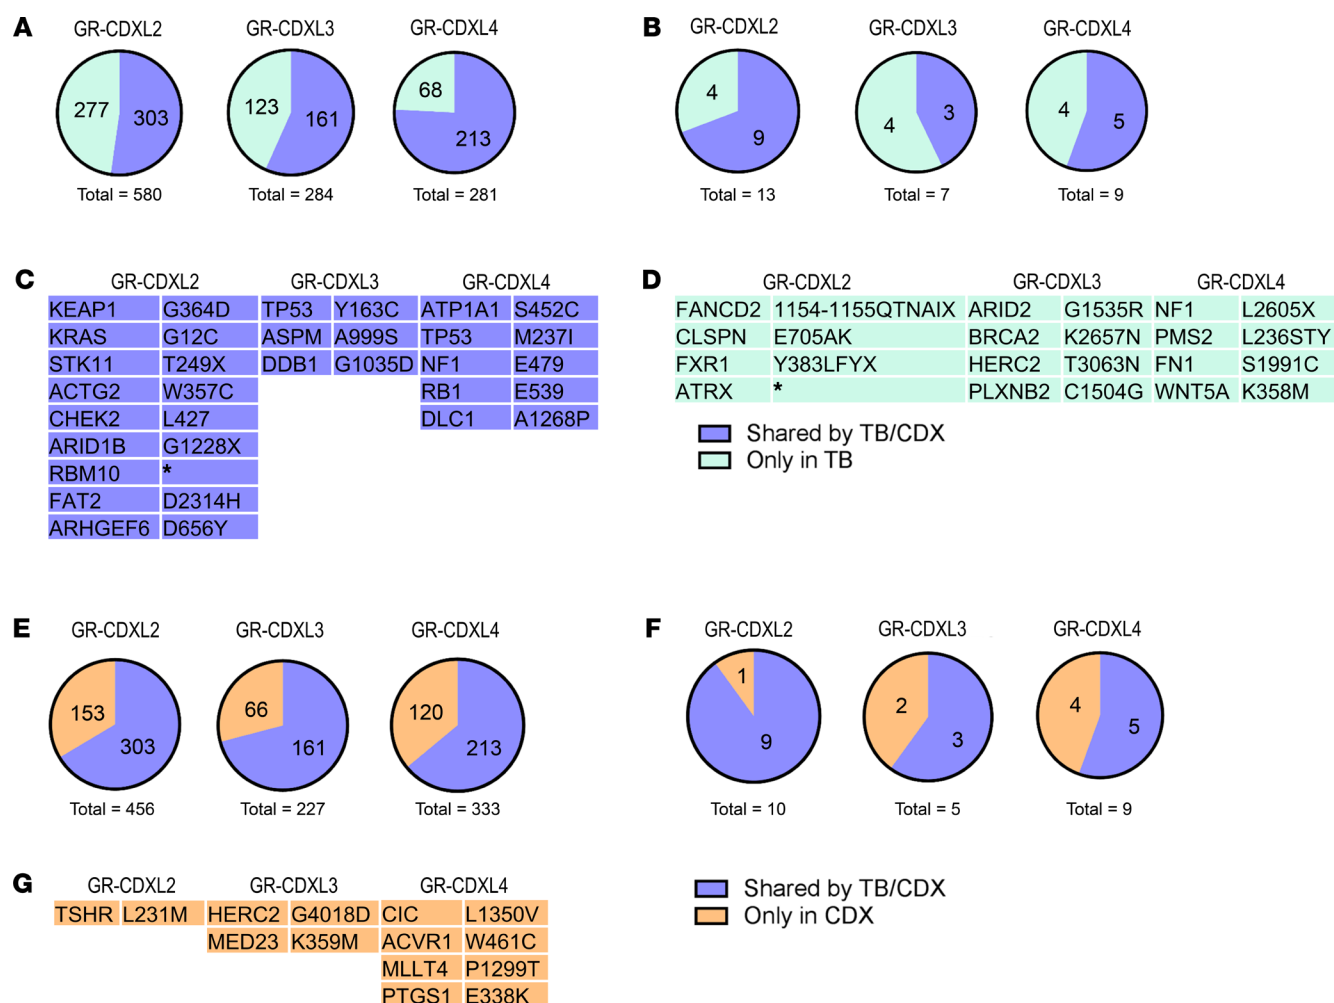 A
GR-CDXL2 GR-CDXL3 GR-CDXL4
277 303 123 161 68 213
Total = 580 Total = 284 Total = 281
B
GR-CDXL2 GR-CDXL3 GR-CDXL4
4 9 4 3 4 5
Total = 13 Total = 7 Total = 9
C
GR-CDXL2 GR-CDXL3 GR-CDXL4
KEAP1 G364D TP53 Y163C ATP1A1 S452C
KRAS G12C ASPM A999S TP53 M237I
STK11 T249X DDB1 G1035D NF1 E479
ACTG2 W357C RB1 E539
CHEK2 L427 DLC1 A1268P
ARID1B G1228X
RBM10 *
FAT2 D2314H
ARHGEF6 D656Y
D
GR-CDXL2 GR-CDXL3 GR-CDXL4
FANCD2 1154-1155QTNAIX ARID2 G1535R NF1 L2605X
CLSPN E705AK BRCA2 K2657N PMS2 L236STY
FXR1 Y383LFYX HERC2 T3063N FN1 S1991C
ATRX * PLXNB2 C1504G WNT5A K358M
Shared by TB/CDX
Only in TB
E
GR-CDXL2 GR-CDXL3 GR-CDXL4
153 303 66 161 120 213
Total = 456 Total = 227 Total = 333
F
GR-CDXL2 GR-CDXL3 GR-CDXL4
1 9 2 3 4 5
Total = 10 Total = 5 Total = 9
G
GR-CDXL2 GR-CDXL3 GR-CDXL4
TSHR L231M HERC2 G4018D CIC L1350V
MED23 K359M ACVR1 W461C
MLLT4 P1299T
PTGS1 E338K
Shared by TB/CDX
Only in CDX